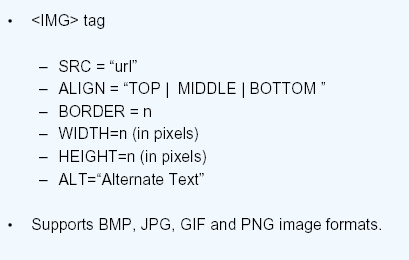 • <IMG> tag
– SRC = “url”
– ALIGN = “TOP | MIDDLE | BOTTOM ”
– BORDER = n
– WIDTH=n (in pixels)
– HEIGHT=n (in pixels)
– ALT=“Alternate Text”
• Supports BMP, JPG, GIF and PNG image formats.